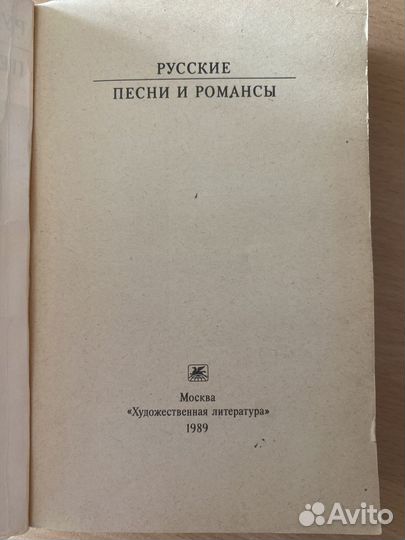 РУССКИЕ
ПЕСНИ И РОМАНСЫ
Москва
«Художественная литература»
1989
Avito